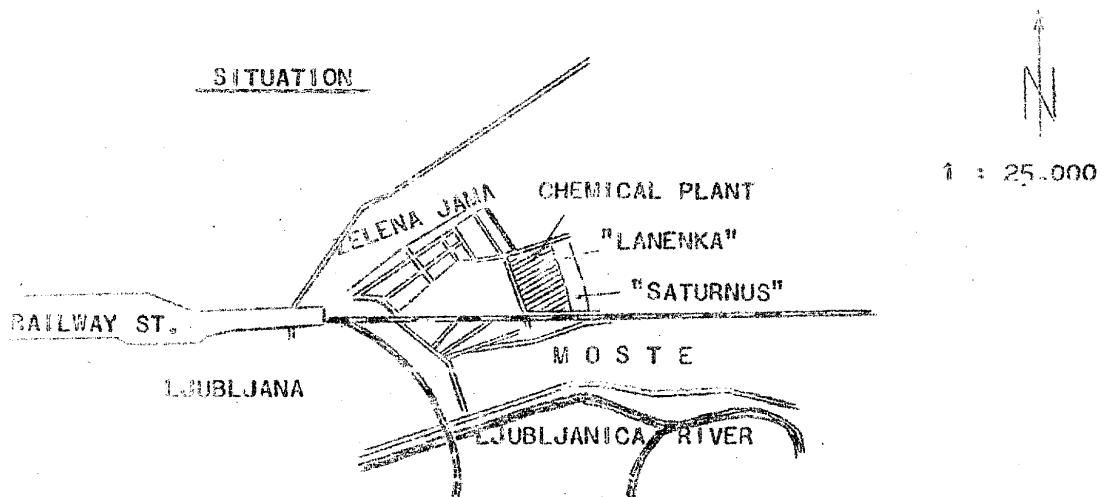 SITUATION
N
1 : 25.000
CHEMICAL PLANT
ZELENA JAMA
"LANENKA"
"SATURNUS"
RAILWAY ST.
MOSTE
LJUBLJANA
LJUBLJANICA RIVER